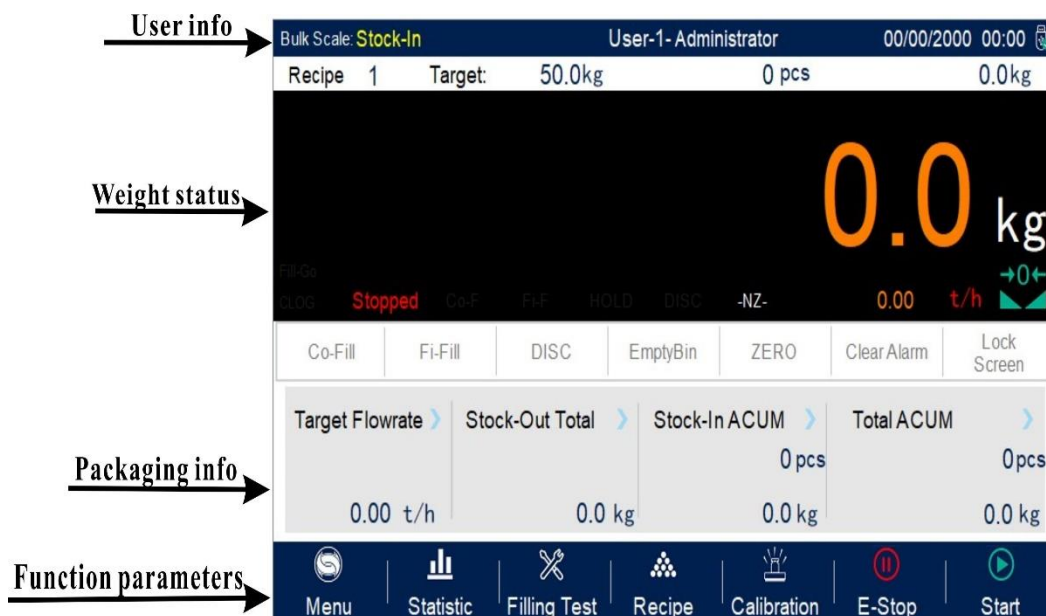 User info
Bulk Scale: Stock-In User-1- Administrator 00/00/2000 00:00
Recipe 1 Target: 50.0kg 0 pcs 0.0kg
Weight status
0.0 kg
→0←
Fill-Go
CLOG Stopped Co-F Fi-F HOLD DISC -NZ- 0.00 t/h
Co-Fill Fi-Fill DISC EmptyBin ZERO Clear Alarm Lock Screen
Target Flowrate Stock-Out Total Stock-In ACUM Total ACUM
0 pcs 0pcs
Packaging info
0.00 t/h 0.0 kg 0.0 kg 0.0 kg
Function parameters
Menu Statistic Filling Test Recipe Calibration E-Stop Start